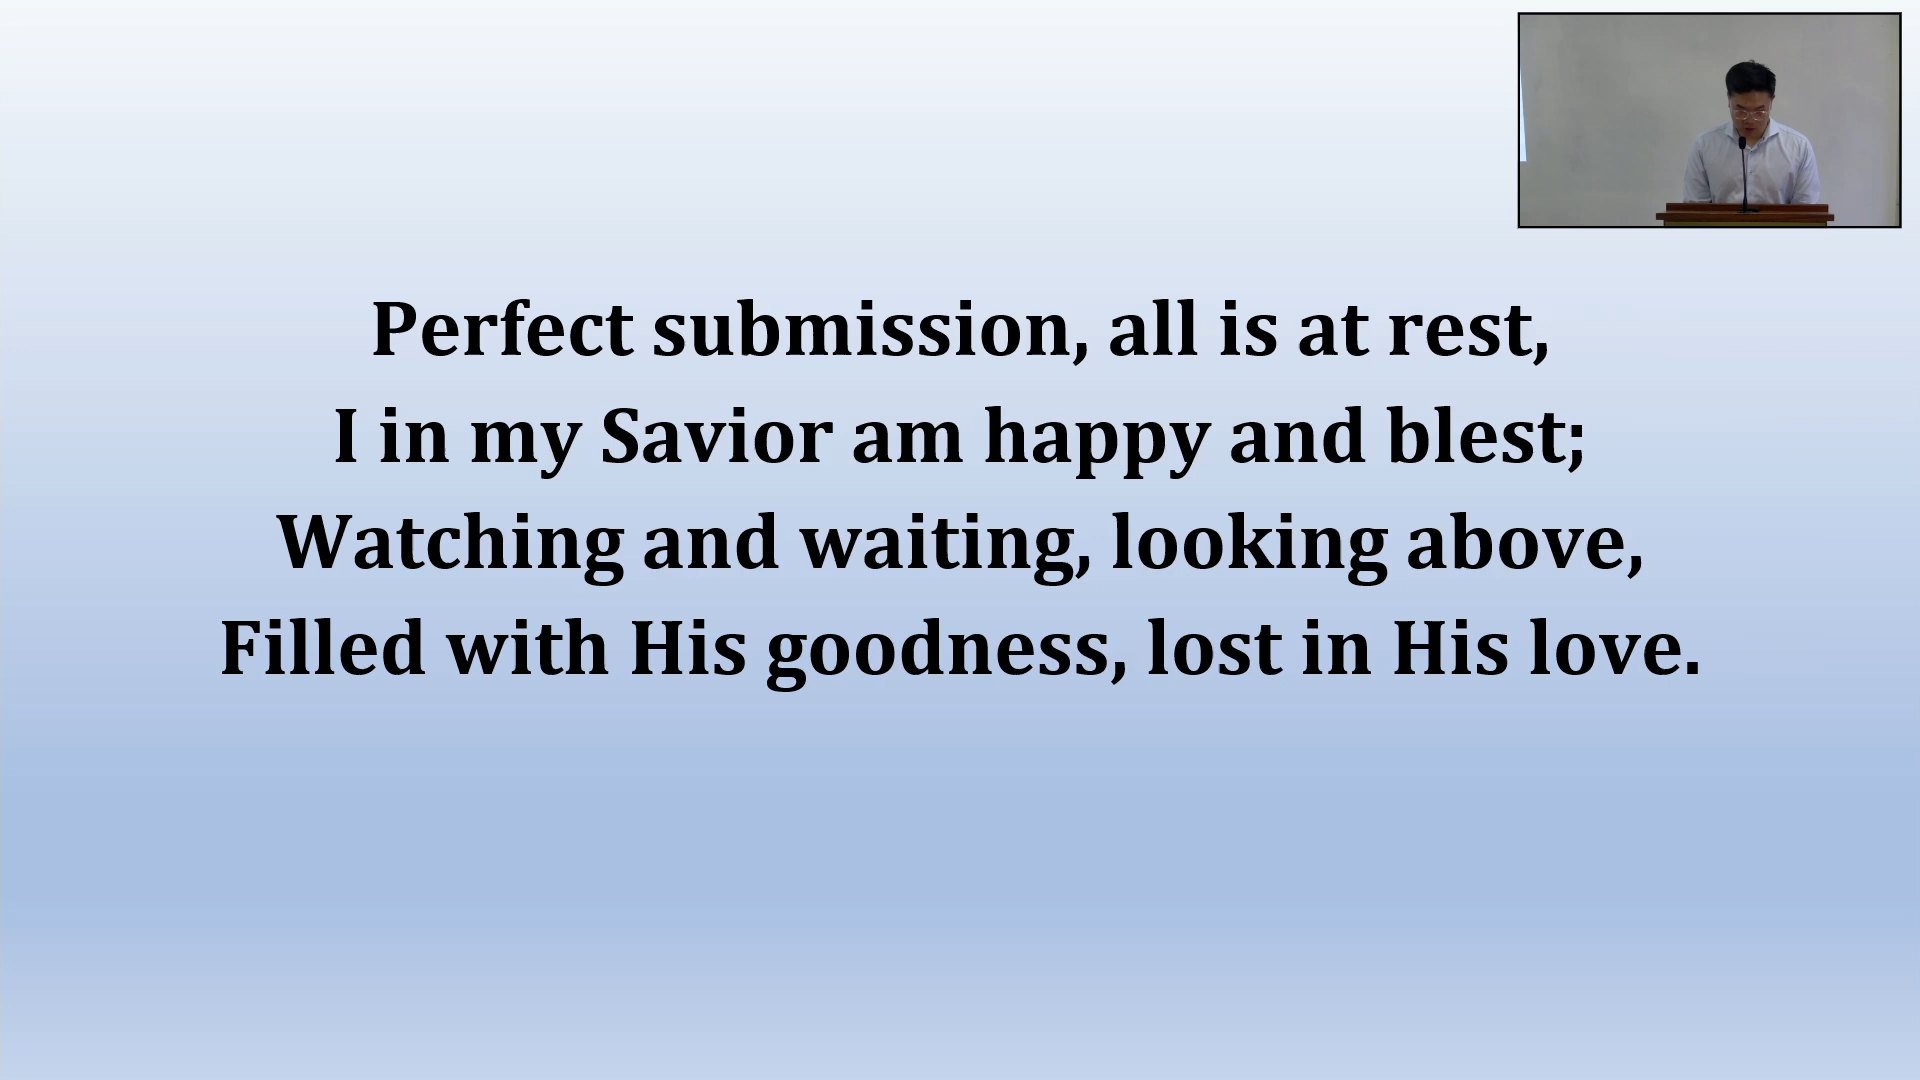 Perfect submission, all is at rest,
I in my Savior am happy and blest;
Watching and waiting, looking above,
Filled with His goodness, lost in His love.